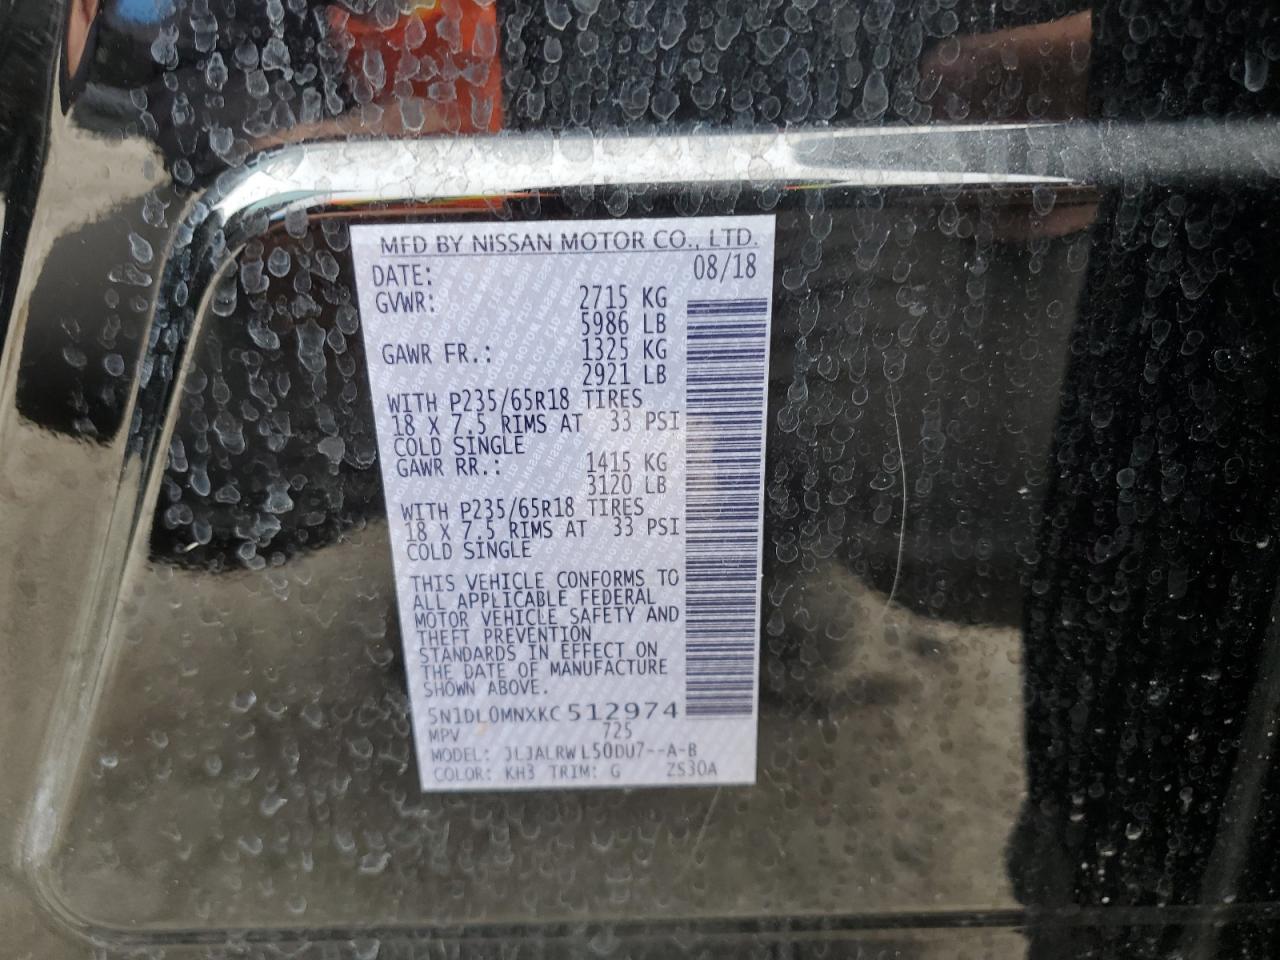 MFD BY NISSAN MOTOR CO., LTD.
DATE: 08/18
GVWR: 2715 KG
5986 LB
GAWR FR.: 1325 KG
2921 LB
WITH P235/65R18 TIRES
18 X 7.5 RIMS AT 33 PSI
COLD SINGLE
GAWR RR.: 1415 KG
3120 LB
WITH P235/65R18 TIRES
18 X 7.5 RIMS AT 33 PSI
COLD SINGLE
THIS VEHICLE CONFORMS TO
ALL APPLICABLE FEDERAL
MOTOR VEHICLE SAFETY AND
THEFT PREVENTION
STANDARDS IN EFFECT ON
THE DATE OF MANUFACTURE
SHOWN ABOVE.
5N1DL0MNXKC512974
MPV 725
MODEL: JLJALRWL50DU7--A-B
COLOR: KH3 TRIM: G ZS30A